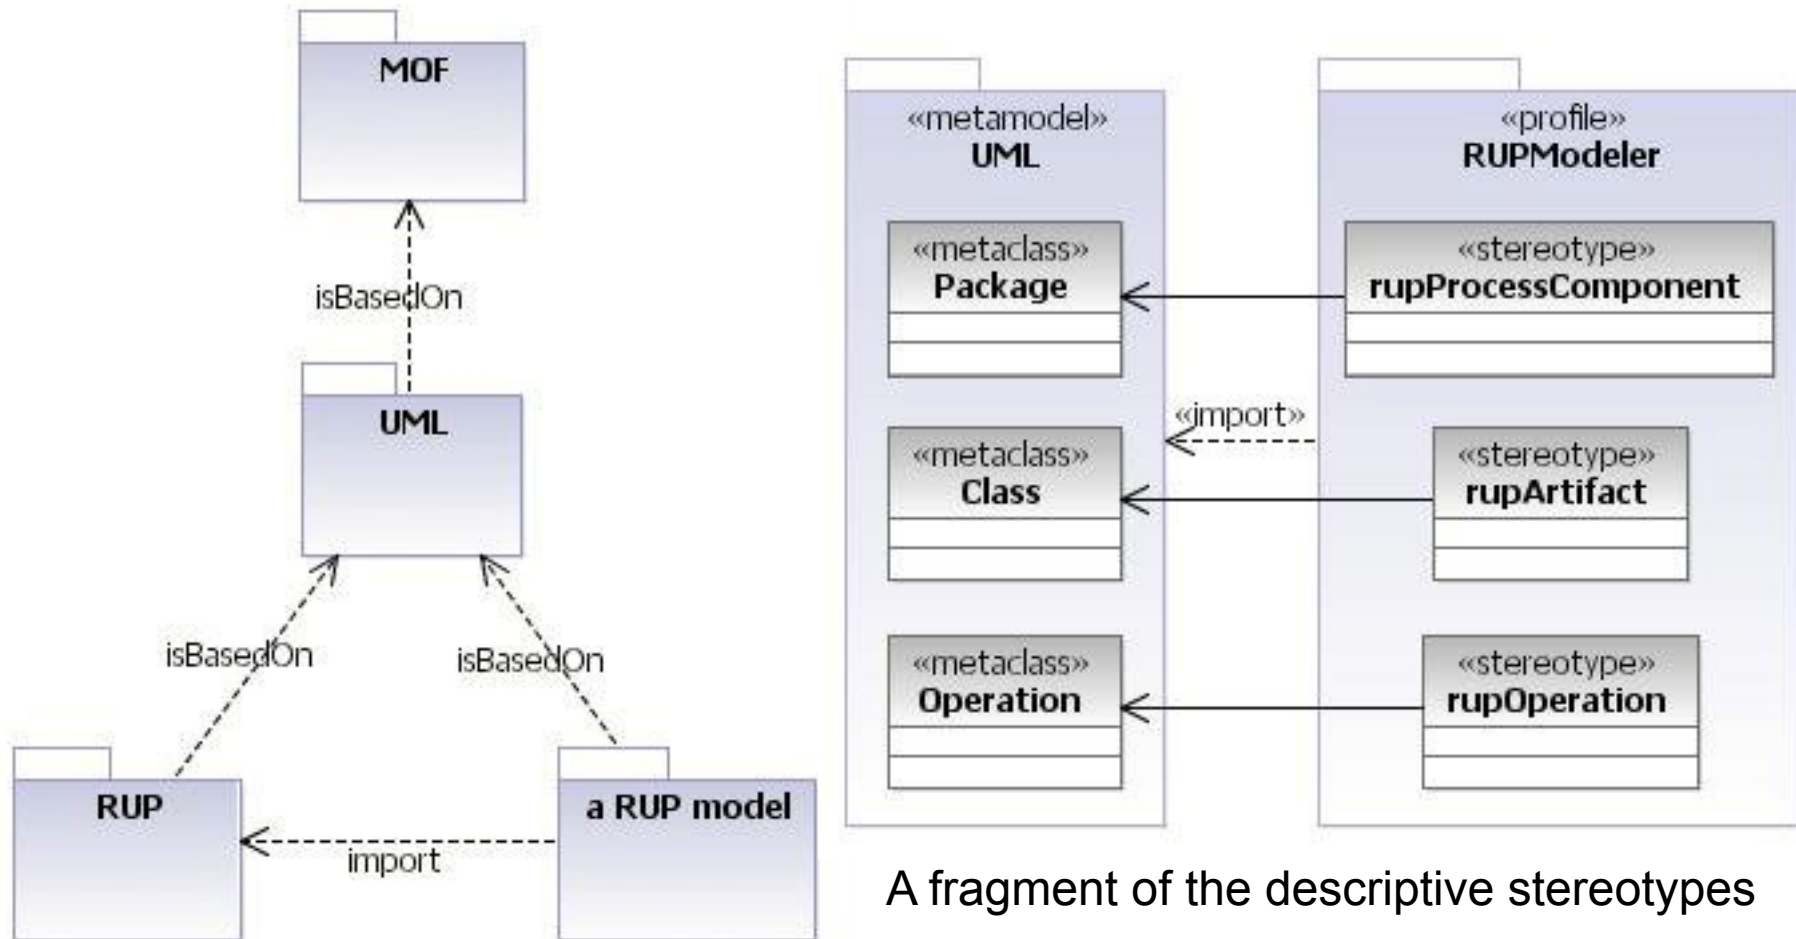 MOF
isBasedOn
UML
isBasedOn
isBasedOn
RUP
a RUP model
import
«metamodel»
UML
«metaclass»
Package
«metaclass»
Class
«metaclass»
Operation
«import»
«profile»
RUPModeler
«stereotype»
rupProcessComponent
«stereotype»
rupArtifact
«stereotype»
rupOperation
A fragment of the descriptive stereotypes